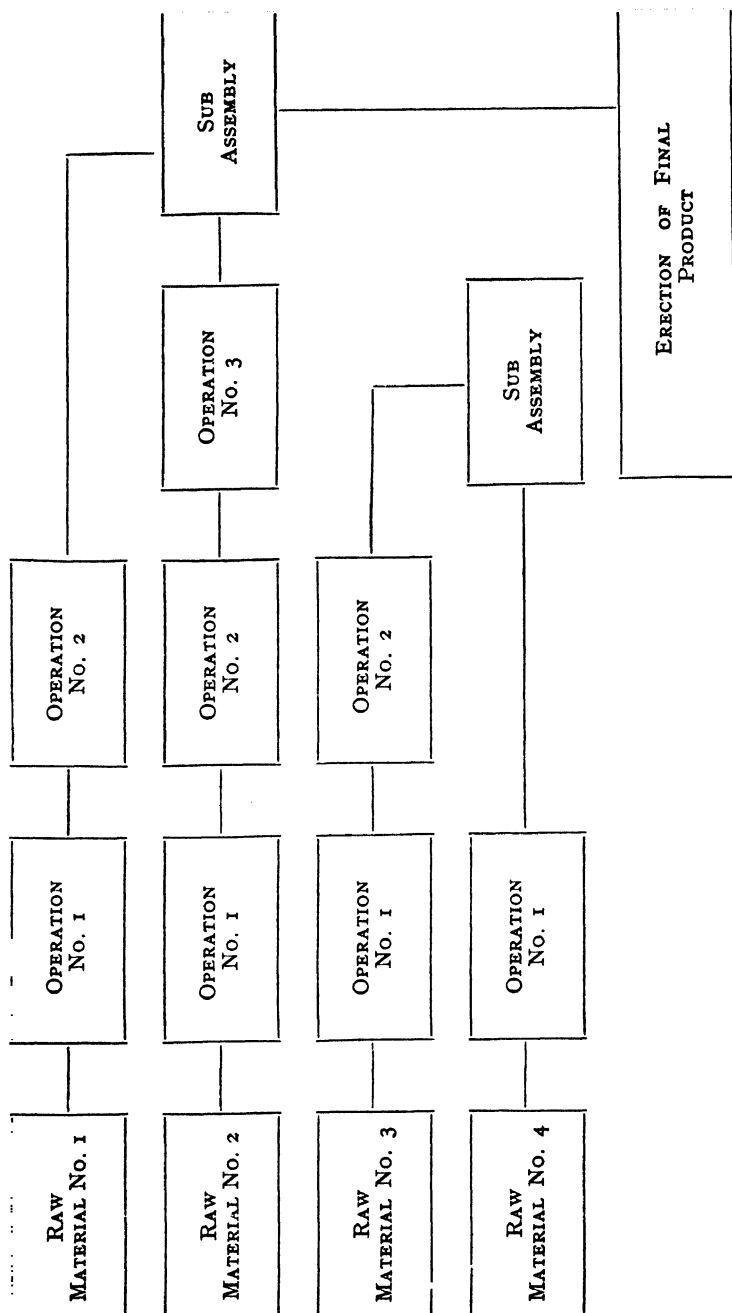 Raw
Material No. 1
Operation
No. 1
Operation
No. 2
Raw
Material No. 2
Operation
No. 1
Operation
No. 2
Operation
No. 3
Sub
Assembly
Raw
Material No. 3
Operation
No. 1
Operation
No. 2
Raw
Material No. 4
Operation
No. 1
Sub
Assembly
Erection of Final
Product